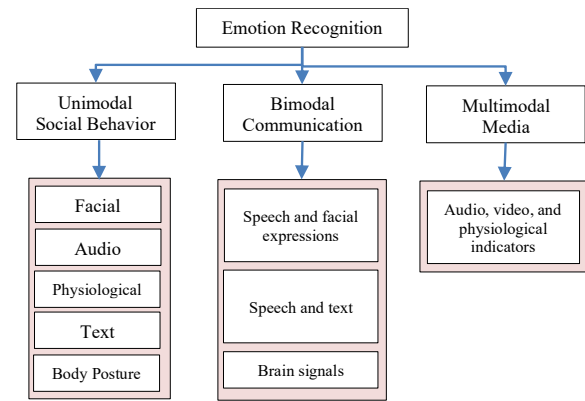 Emotion Recognition
Unimodal
Social Behavior
Bimodal
Communication
Multimodal
Media
Facial
Audio
Physiological
Text
Body Posture
Speech and facial
expressions
Speech and text
Brain signals
Audio, video, and
physiological
indicators